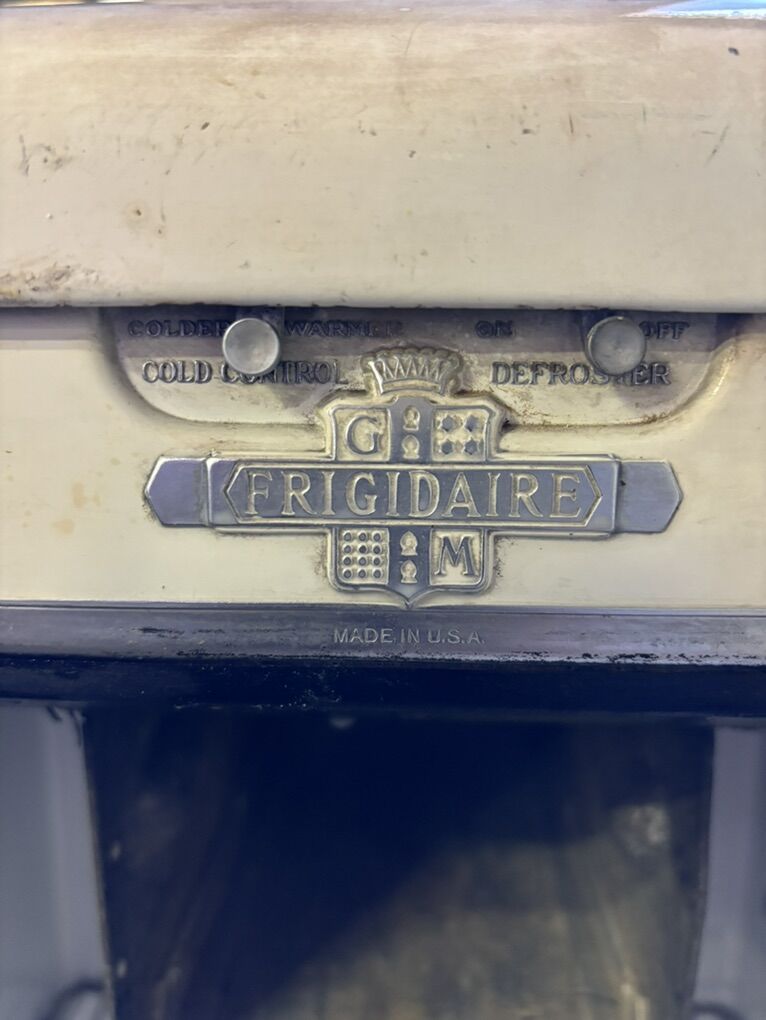 COLDER WARMER ON OFF
COLD CONTROL DEFROSTER
G
FRIGIDAIRE
M
MADE IN U.S.A.